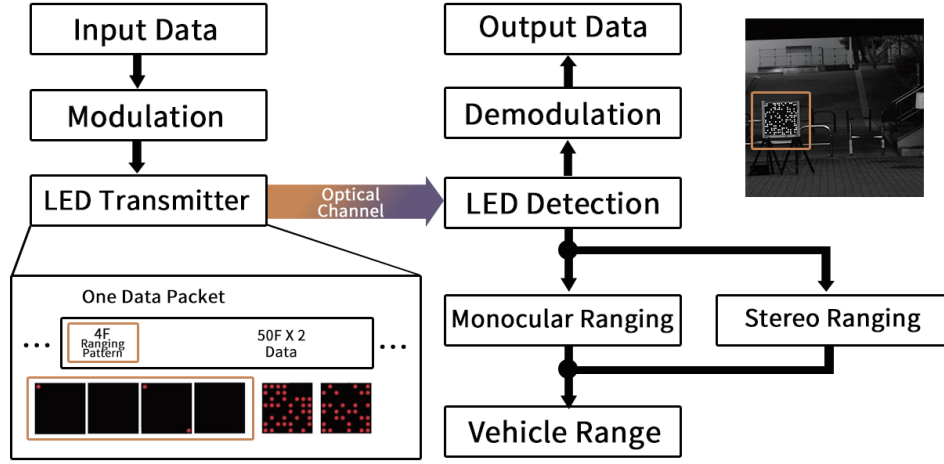 Input Data
Modulation
LED Transmitter
Optical
Channel
One Data Packet
...
4F
Ranging
Pattern
50F X 2
Data
...
Output Data
Demodulation
LED Detection
Monocular Ranging
Stereo Ranging
Vehicle Range